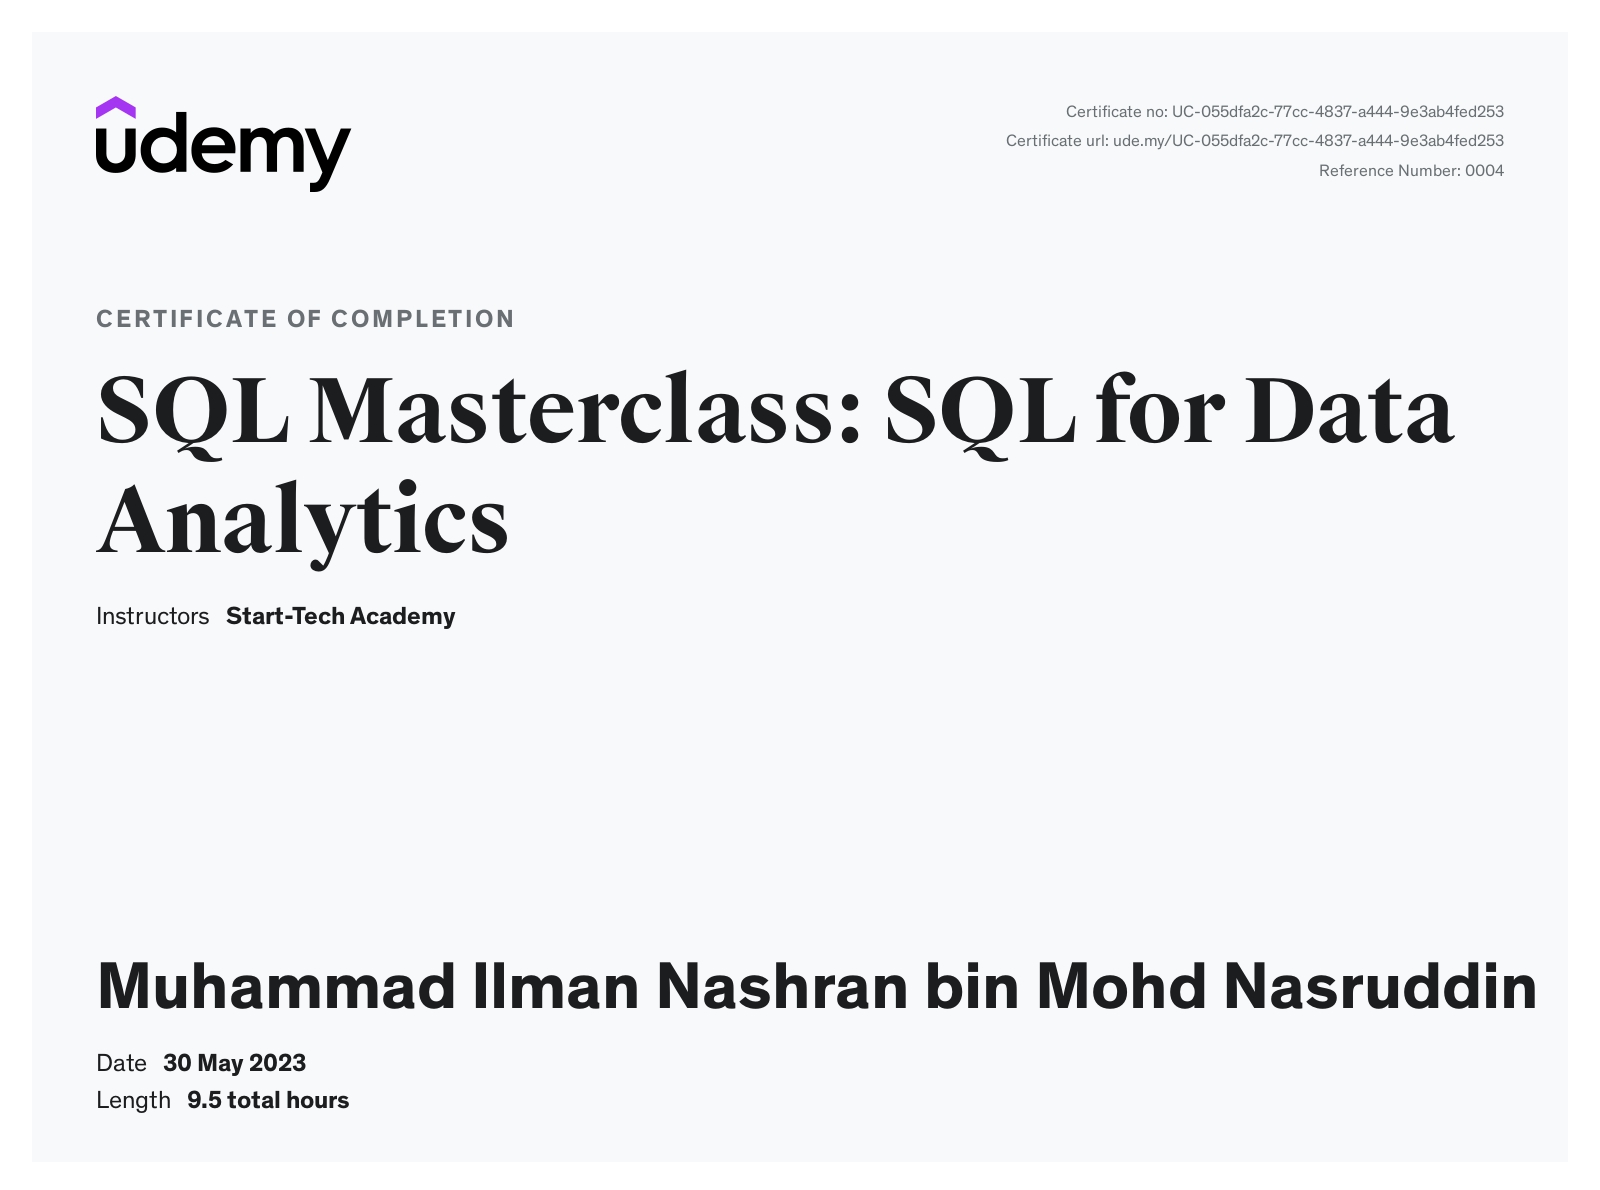 udemy
Certificate no: UC-055dfa2c-77cc-4837-a444-9e3ab4fed253
Certificate url: ude.my/UC-055dfa2c-77cc-4837-a444-9e3ab4fed253
Reference Number: 0004
CERTIFICATE OF COMPLETION
SQL Masterclass: SQL for Data
Analytics
Instructors Start-Tech Academy
Muhammad Ilman Nashran bin Mohd Nasruddin
Date 30 May 2023
Length 9.5 total hours